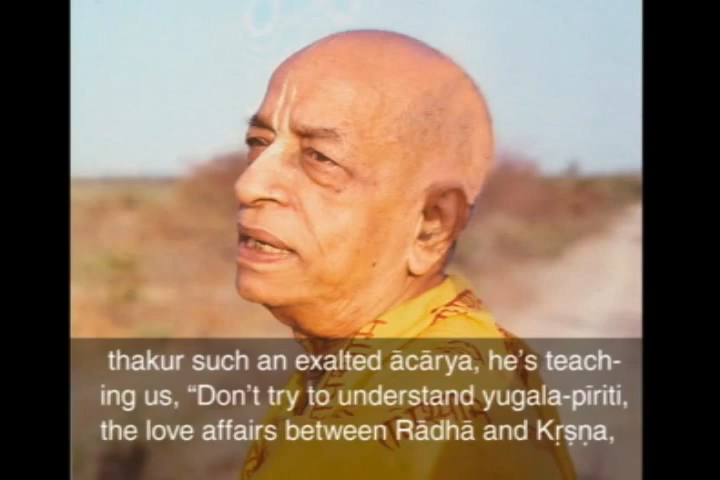 thakur such an exalted ācārya, he’s teach-
ing us, “Don’t try to understand yugala-pīriti,
the love affairs between Rādhā and Kṛṣṇa,